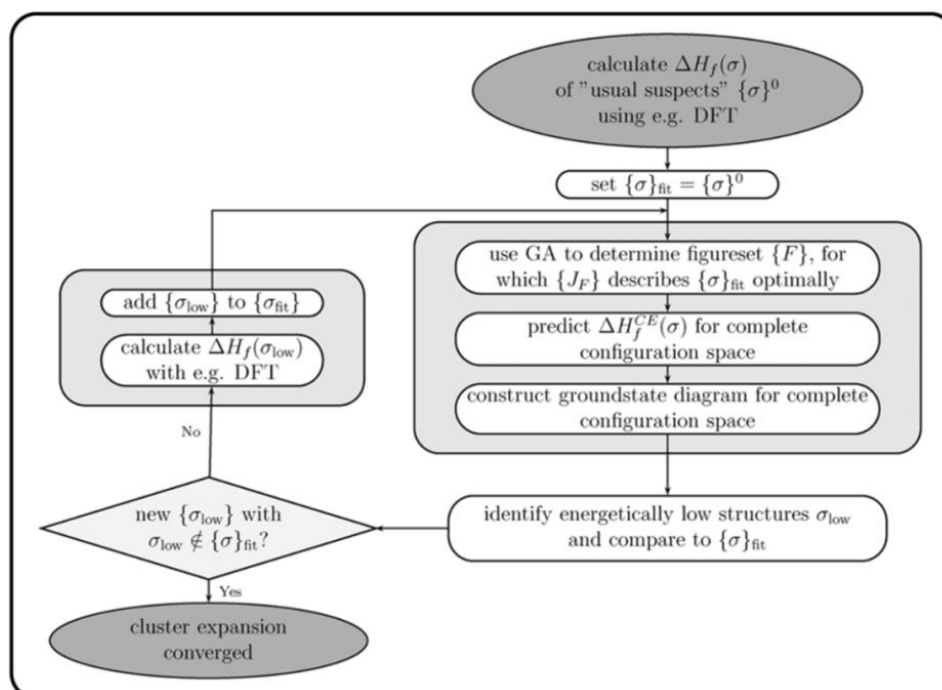 calculate ΔH_f(σ)
of "usual suspects" {σ}^0
using e.g. DFT
set {σ}_fit = {σ}^0
use GA to determine figureset {F}, for
which {J_F} describes {σ}_fit optimally
predict ΔH_f^CE(σ) for complete
configuration space
construct groundstate diagram for complete
configuration space
identify energetically low structures σ_low
and compare to {σ}_fit
new {σ_low} with
σ_low ∉ {σ}_fit?
No
calculate ΔH_f(σ_low)
with e.g. DFT
add {σ_low} to {σ_fit}
Yes
cluster expansion
converged